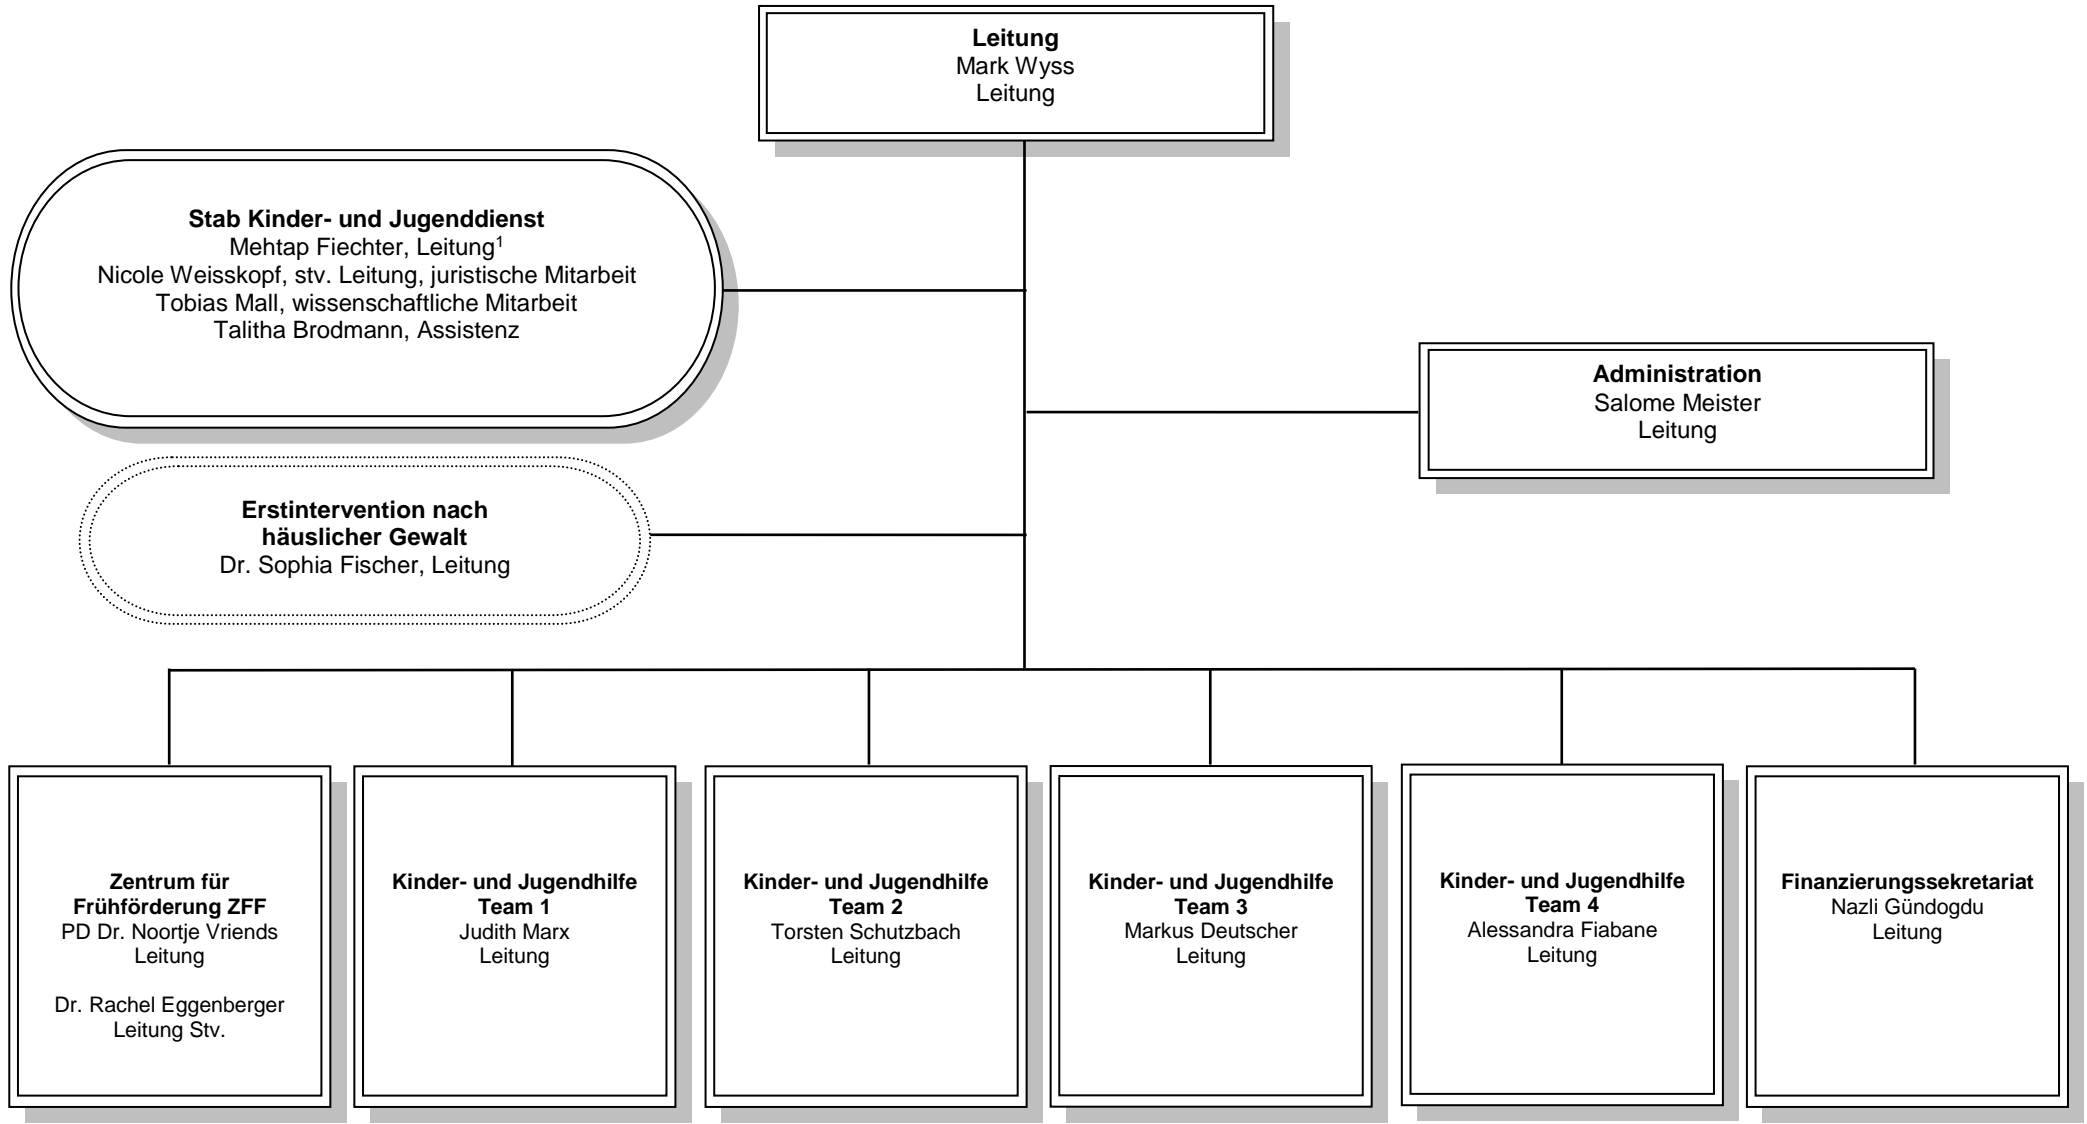 Leitung
Mark Wyss
Leitung
Stab Kinder- und Jugenddienst
Mehtap Fiechter, Leitung¹
Nicole Weisskopf, stv. Leitung, juristische Mitarbeit
Tobias Mall, wissenschaftliche Mitarbeit
Talitha Brodmann, Assistenz
Administration
Salome Meister
Leitung
Erstintervention nach
häuslicher Gewalt
Dr. Sophia Fischer, Leitung
Zentrum für
Frühförderung ZFF
PD Dr. Noortje Vriends
Leitung
Dr. Rachel Eggenberger
Leitung Stv.
Kinder- und Jugendhilfe
Team 1
Judith Marx
Leitung
Kinder- und Jugendhilfe
Team 2
Torsten Schutzbach
Leitung
Kinder- und Jugendhilfe
Team 3
Markus Deutscher
Leitung
Kinder- und Jugendhilfe
Team 4
Alessandra Fiabane
Leitung
Finanzierungssekretariat
Nazli Gündogdu
Leitung